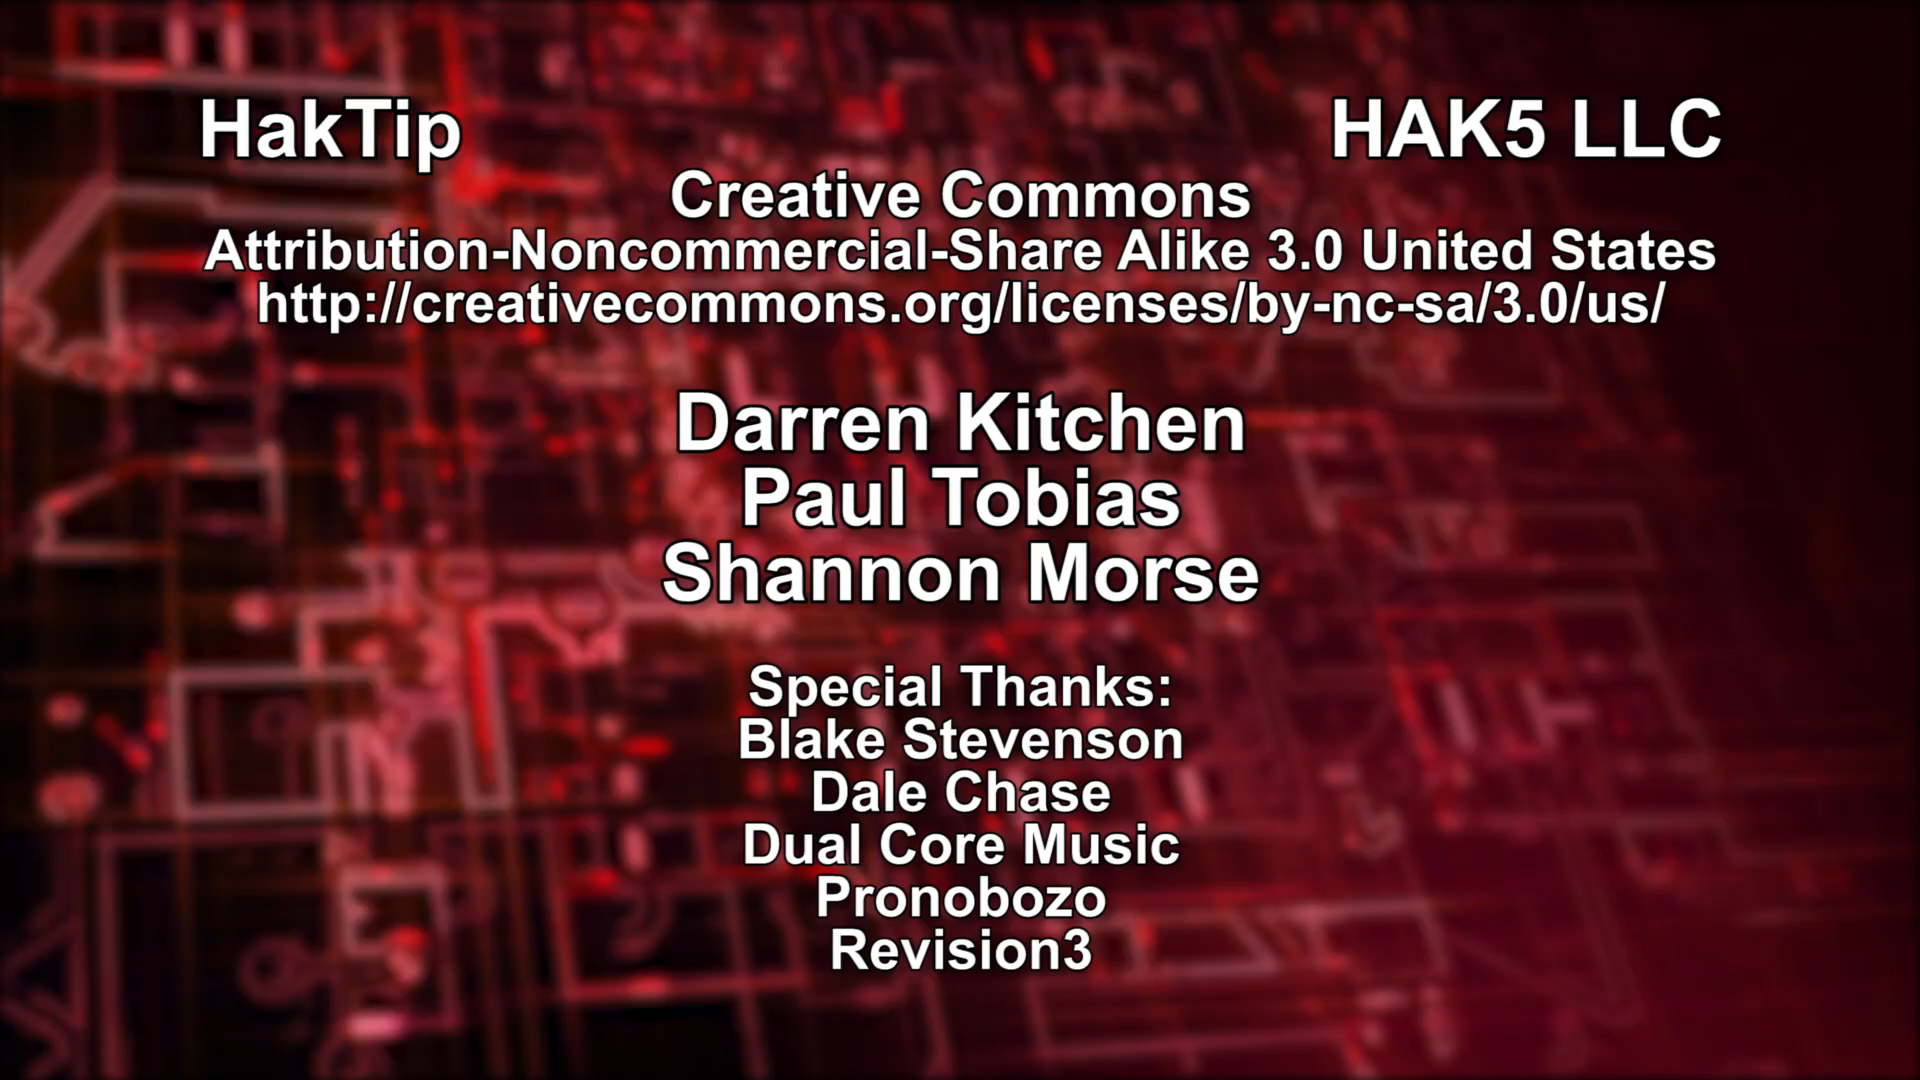 HakTip HAK5 LLC
Creative Commons
Attribution-Noncommercial-Share Alike 3.0 United States
http://creativecommons.org/licenses/by-nc-sa/3.0/us/
Darren Kitchen
Paul Tobias
Shannon Morse
Special Thanks:
Blake Stevenson
Dale Chase
Dual Core Music
Pronobozo
Revision3